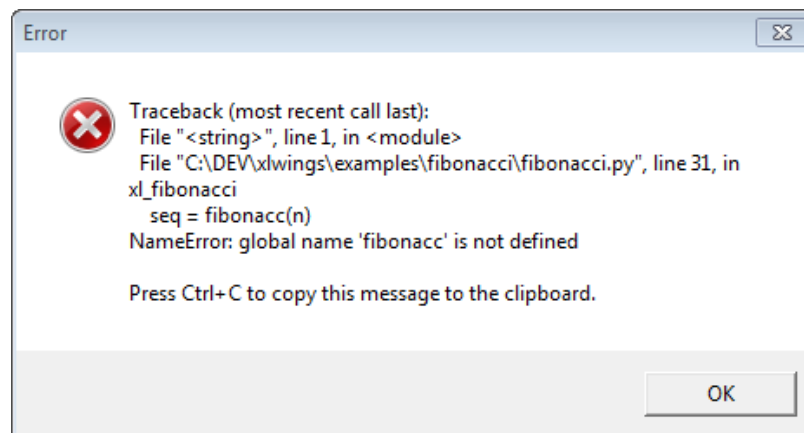 Error
Traceback (most recent call last):
File "<string>", line 1, in <module>
File "C:\DEV\xlwings\examples\fibonacci\fibonacci.py", line 31, in
xl_fibonacci
seq = fibonacc(n)
NameError: global name 'fibonacc' is not defined
Press Ctrl+C to copy this message to the clipboard.
OK